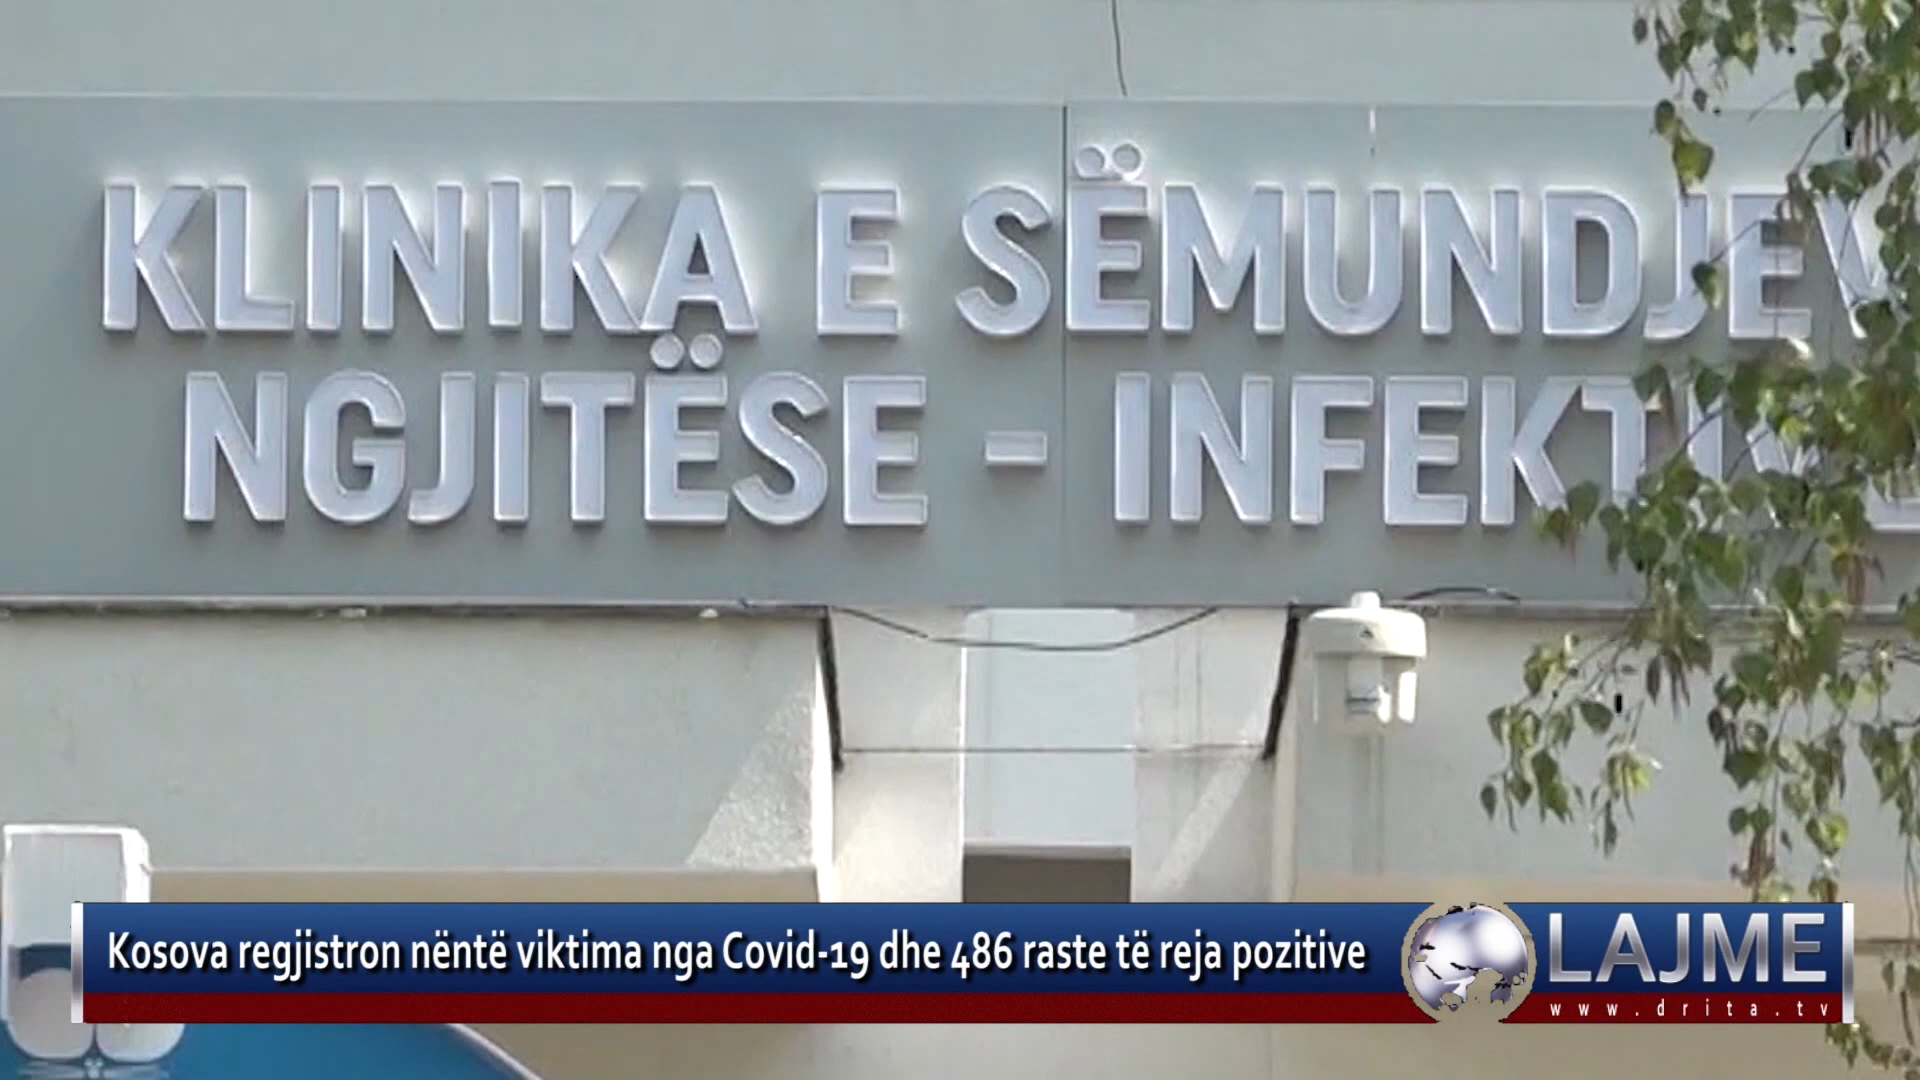 KLINIKA E SËMUNDJEV
NGJITËSE - INFEKTIVE
Kosova regjistron nëntë viktima nga Covid-19 dhe 486 raste të reja pozitive
LAJME
www.drita.tv